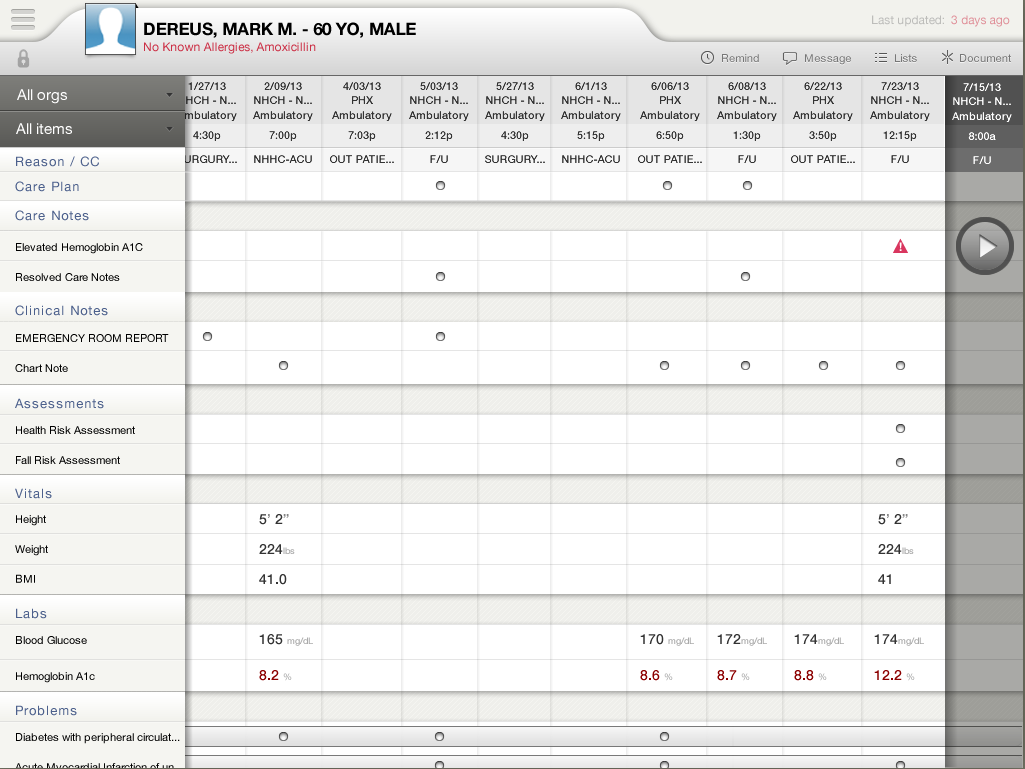 DEREUS, MARK M. - 60 YO, MALE
No Known Allergies, Amoxicillin
Last updated: 3 days ago
Remind Message Lists Document
All orgs
All items
1/27/13 2/09/13 4/03/13 5/03/13 5/27/13 6/1/13 6/06/13 6/08/13 6/22/13 7/23/13 7/15/13
HCH - N... NHCH - N... PHX NHCH - N... NHCH - N... NHCH - N... PHX NHCH - N... PHX NHCH - N... NHCH - N...
mbulatory Ambulatory Ambulatory Ambulatory Ambulatory Ambulatory Ambulatory Ambulatory Ambulatory Ambulatory Ambulatory
4:30p 7:00p 7:03p 2:12p 4:30p 5:15p 6:50p 1:30p 3:50p 12:15p 8:00a
Reason / CC URGURY... NHHC-ACU OUT PATIE... F/U SURGURY... NHHC-ACU OUT PATIE... F/U OUT PATIE... F/U F/U
Care Plan
Care Notes
Elevated Hemoglobin A1C
Resolved Care Notes
Clinical Notes
EMERGENCY ROOM REPORT
Chart Note
Assessments
Health Risk Assessment
Fall Risk Assessment
Vitals
Height 5’ 2’’ 5’ 2’’
Weight 224lbs 224lbs
BMI 41.0 41
Labs
Blood Glucose 165 mg/dL 170 mg/dL 172mg/dL 174mg/dL 174mg/dL
Hemoglobin A1c 8.2 % 8.6 % 8.7 % 8.8 % 12.2 %
Problems
Diabetes with peripheral circulat...
Acute Myocardial Infarction of un